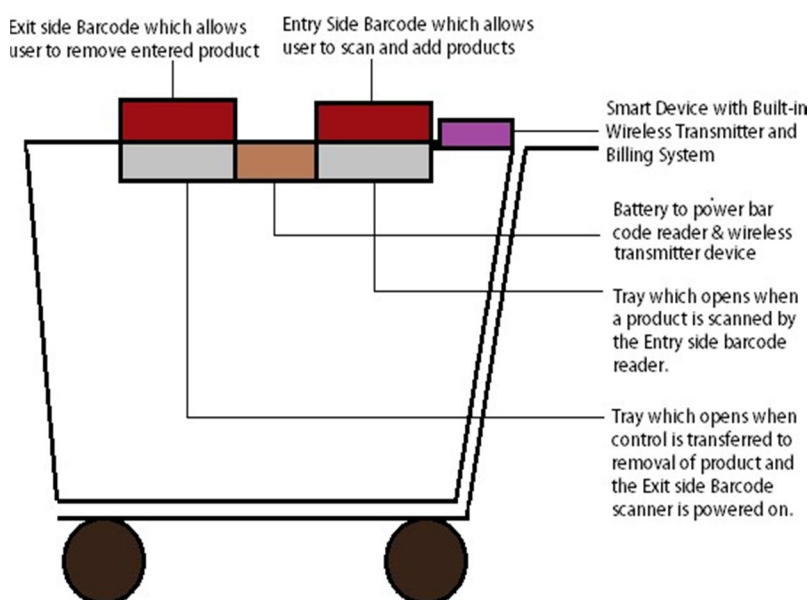 Exit side Barcode which allows
user to remove entered product
Entry Side Barcode which allows
user to scan and add products
Smart Device with Built-in
Wireless Transmitter and
Billing System
Battery to power bar
code reader & wireless
transmitter device
Tray which opens when
a product is scanned by
the Entry side barcode
reader.
Tray which opens when
control is transferred to
removal of product and
the Exit side Barcode
scanner is powered on.